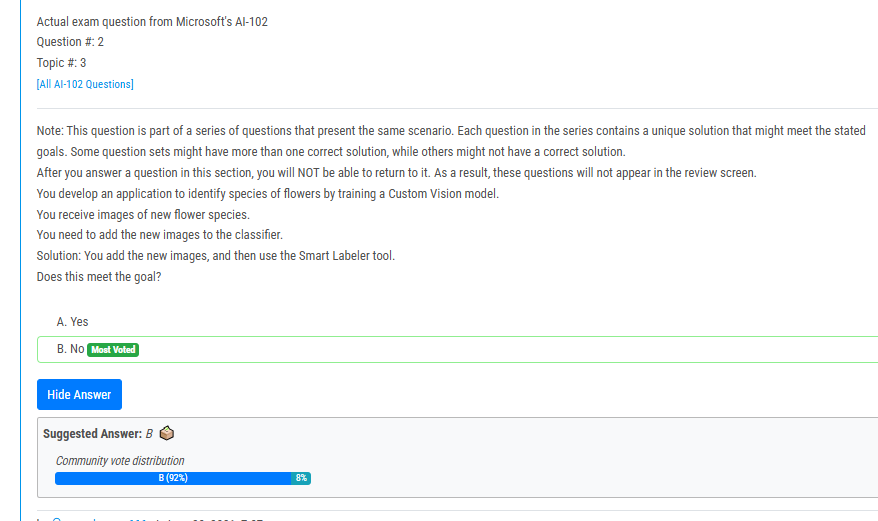 Actual exam question from Microsoft's AI-102
Question #: 2
Topic #: 3
[All AI-102 Questions]
Note: This question is part of a series of questions that present the same scenario. Each question in the series contains a unique solution that might meet the stated
goals. Some question sets might have more than one correct solution, while others might not have a correct solution.
After you answer a question in this section, you will NOT be able to return to it. As a result, these questions will not appear in the review screen.
You develop an application to identify species of flowers by training a Custom Vision model.
You receive images of new flower species.
You need to add the new images to the classifier.
Solution: You add the new images, and then use the Smart Labeler tool.
Does this meet the goal?
A. Yes
B. No Most Voted
Hide Answer
Suggested Answer: B
Community vote distribution
B (92%) 8%